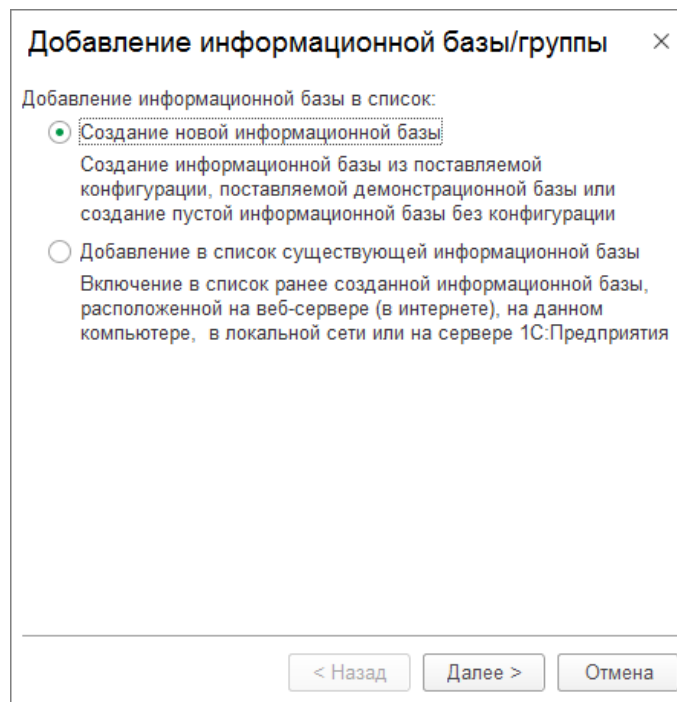 Добавление информационной базы/группы
Добавление информационной базы в список:
Создание новой информационной базы
Создание информационной базы из поставляемой
конфигурации, поставляемой демонстрационной базы или
создание пустой информационной базы без конфигурации
Добавление в список существующей информационной базы
Включение в список ранее созданной информационной базы,
расположенной на веб-сервере (в интернете), на данном
компьютере, в локальной сети или на сервере 1С:Предприятия
< Назад Далее > Отмена